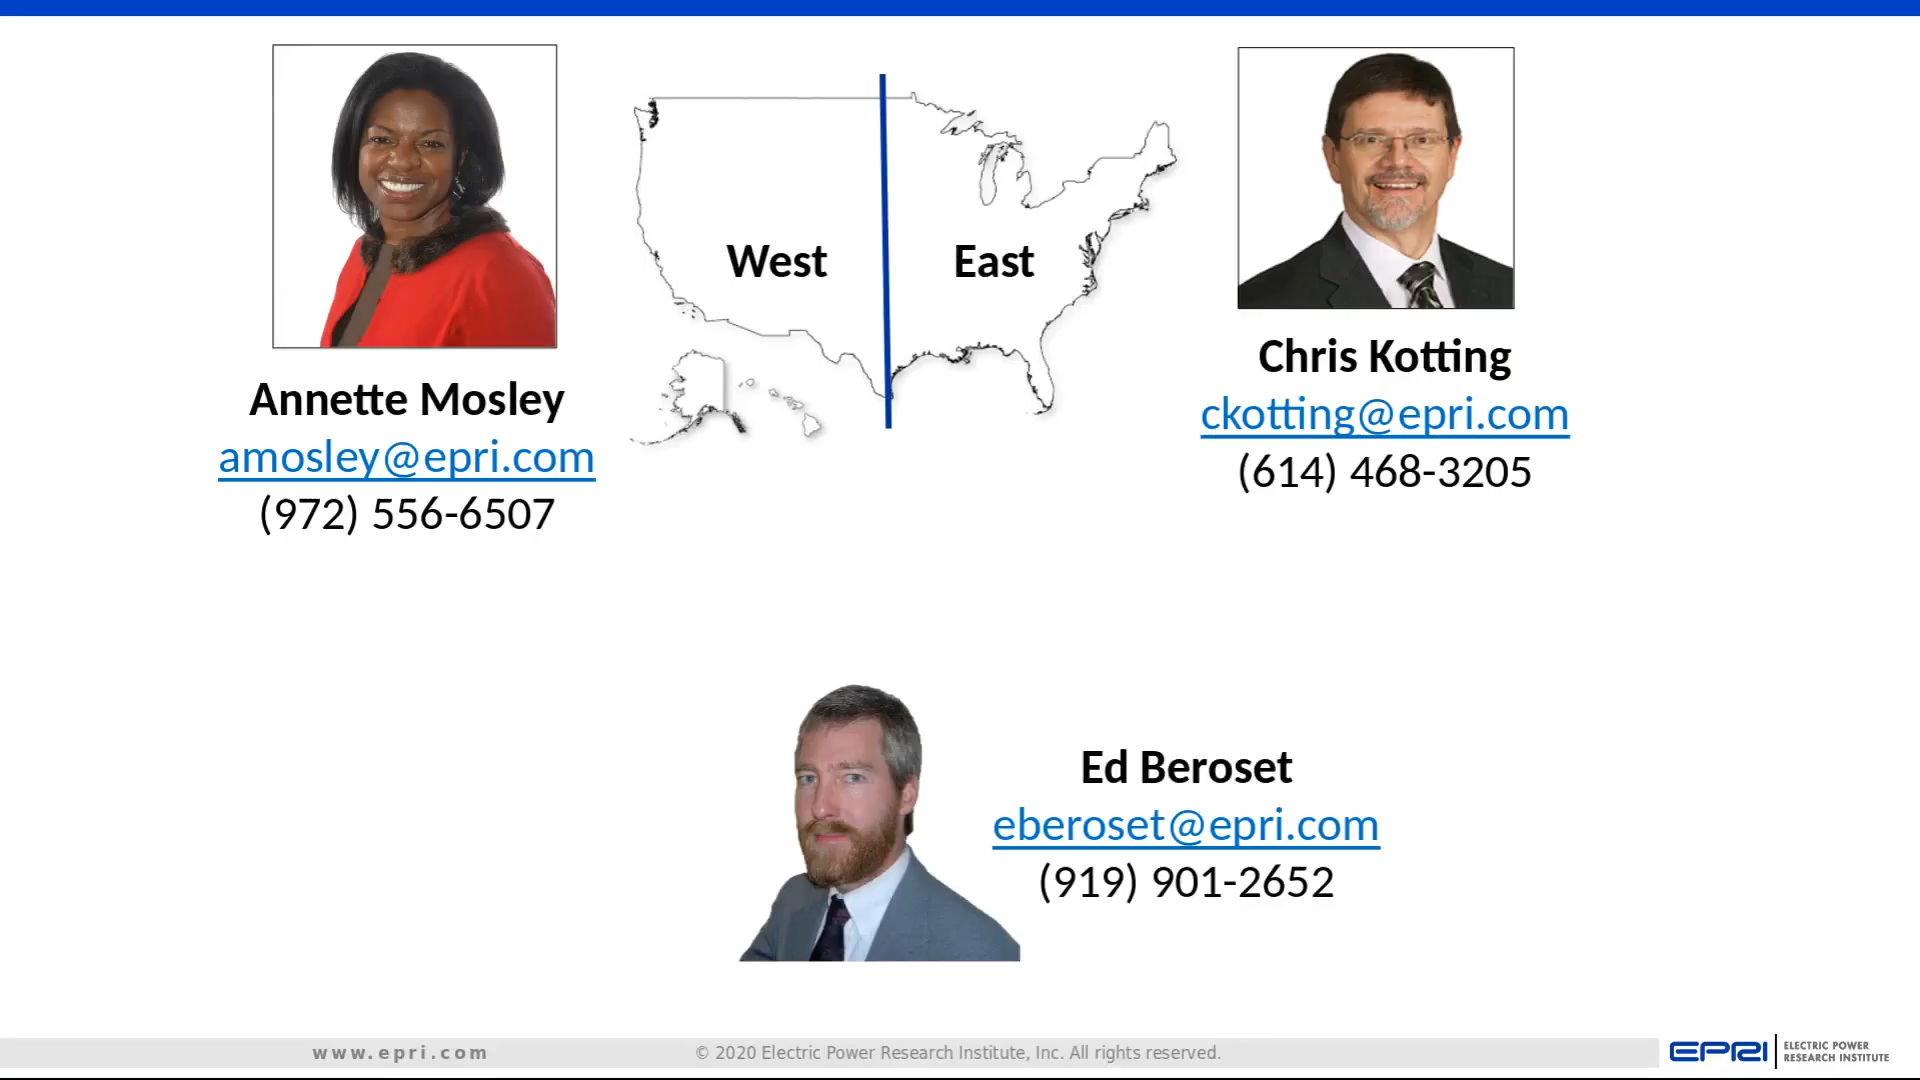 West
East
Annette Mosley
amosley@epri.com
(972) 556-6507
Chris Kotting
ckotting@epri.com
(614) 468-3205
Ed Beroset
eberoset@epri.com
(919) 901-2652
www.epri.com
© 2020 Electric Power Research Institute, Inc. All rights reserved.
EPRI
ELECTRIC POWER
RESEARCH INSTITUTE